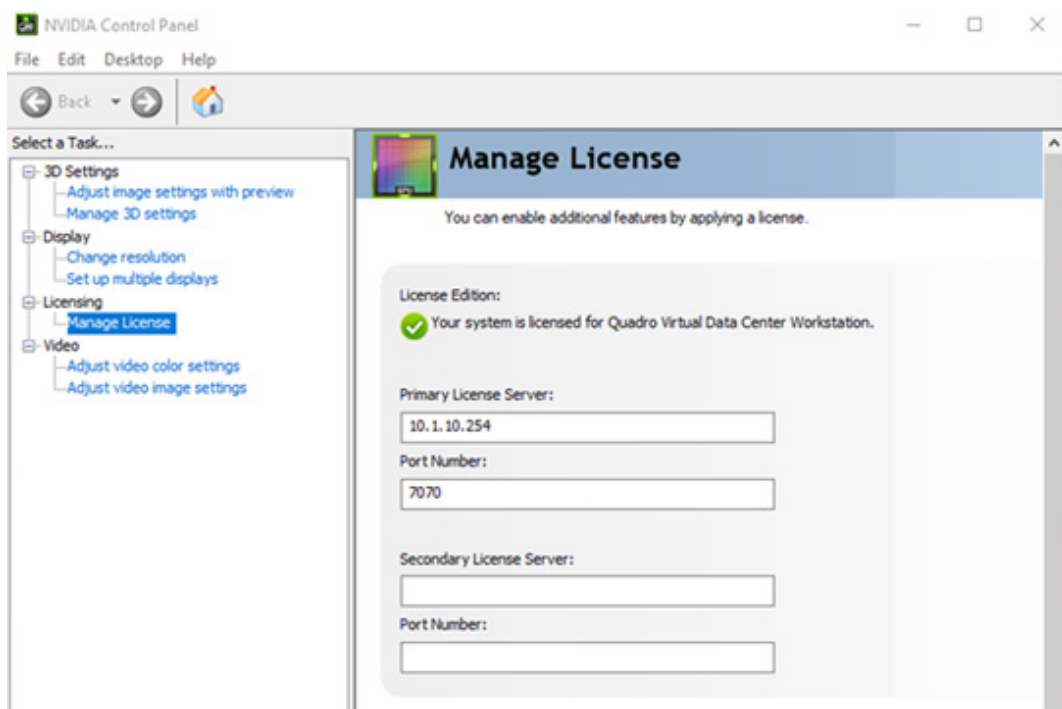 NVIDIA Control Panel
File Edit Desktop Help
Back
Select a Task...
3D Settings
Adjust image settings with preview
Manage 3D settings
Display
Change resolution
Set up multiple displays
Licensing
Manage License
Video
Adjust video color settings
Adjust video image settings
Manage License
You can enable additional features by applying a license.
License Edition:
Your system is licensed for Quadro Virtual Data Center Workstation.
Primary License Server:
10.1.10.254
Port Number:
7070
Secondary License Server:
Port Number: